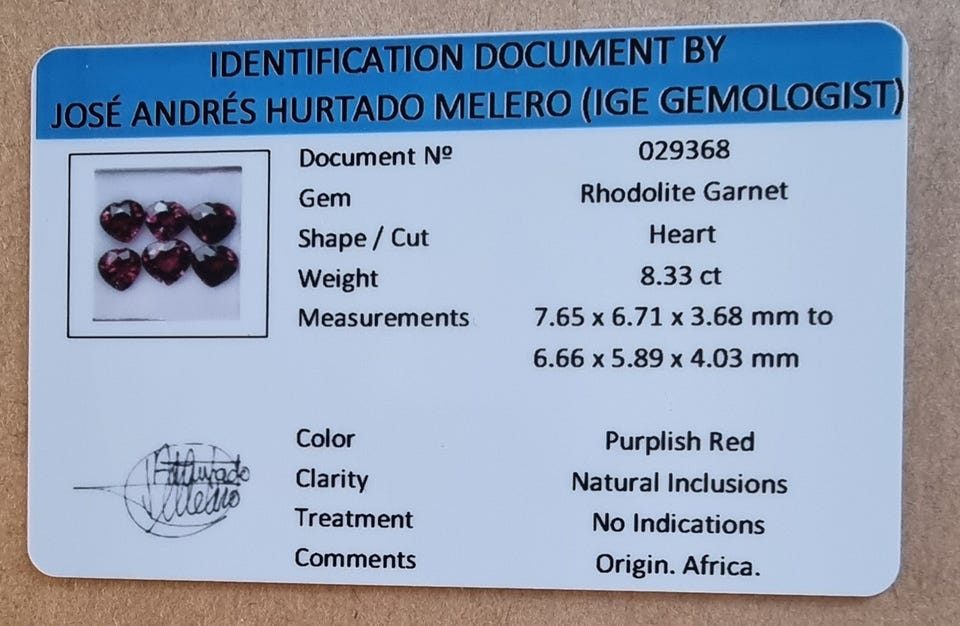 IDENTIFICATION DOCUMENT BY
JOSÉ ANDRÉS HURTADO MELERO (IGE GEMOLOGIST)
Document Nº 029368
Gem Rhodolite Garnet
Shape / Cut Heart
Weight 8.33 ct
Measurements 7.65 x 6.71 x 3.68 mm to
6.66 x 5.89 x 4.03 mm
Color Purplish Red
Clarity Natural Inclusions
Treatment No Indications
Comments Origin. Africa.